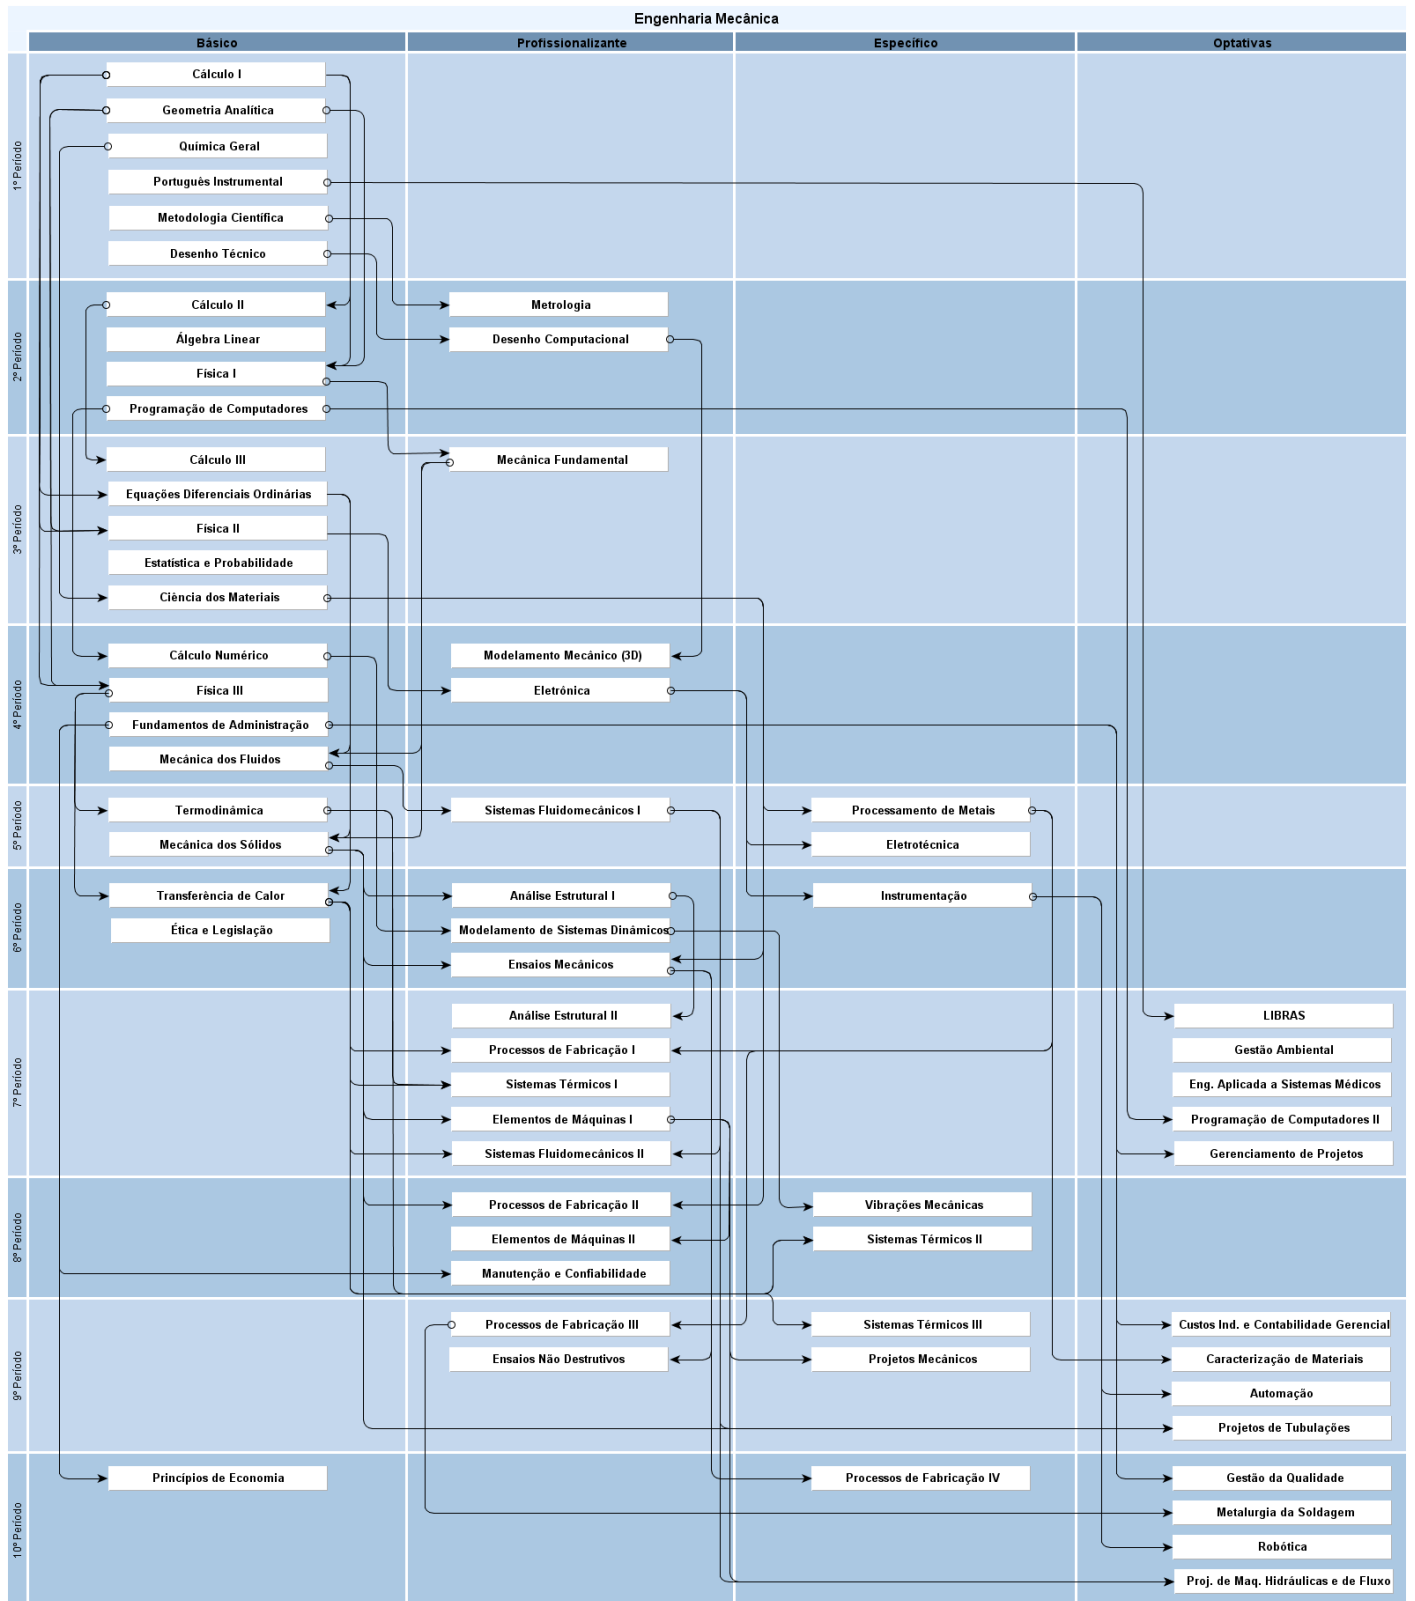 Engenharia Mecânica
Básico
Profissionalizante
Específico
Optativas
1º Período
Cálculo I
Geometria Analítica
Química Geral
Português Instrumental
Metodologia Científica
Desenho Técnico
2º Período
Cálculo II
Metrologia
Álgebra Linear
Desenho Computacional
Física I
Programação de Computadores
3º Período
Cálculo III
Mecânica Fundamental
Equações Diferenciais Ordinárias
Física II
Estatística e Probabilidade
Ciência dos Materiais
4º Período
Cálculo Numérico
Modelamento Mecânico (3D)
Física III
Eletrônica
Fundamentos de Administração
Mecânica dos Fluidos
5º Período
Termodinâmica
Sistemas Fluidomecânicos I
Processamento de Metais
Mecânica dos Sólidos
Eletrotécnica
6º Período
Transferência de Calor
Análise Estrutural I
Instrumentação
Ética e Legislação
Modelamento de Sistemas Dinâmicos
Ensaios Mecânicos
7º Período
Análise Estrutural II
LIBRAS
Processos de Fabricação I
Gestão Ambiental
Sistemas Térmicos I
Eng. Aplicada a Sistemas Médicos
Elementos de Máquinas I
Programação de Computadores II
Sistemas Fluidomecânicos II
Gerenciamento de Projetos
8º Período
Processos de Fabricação II
Vibrações Mecânicas
Elementos de Máquinas II
Sistemas Térmicos II
Manutenção e Confiabilidade
9º Período
Processos de Fabricação III
Sistemas Térmicos III
Custos Ind. e Contabilidade Gerencial
Ensaios Não Destrutivos
Projetos Mecânicos
Caracterização de Materiais
Automação
Projetos de Tubulações
10º Período
Princípios de Economia
Processos de Fabricação IV
Gestão da Qualidade
Metalurgia da Soldagem
Robótica
Proj. de Maq. Hidráulicas e de Fluxo